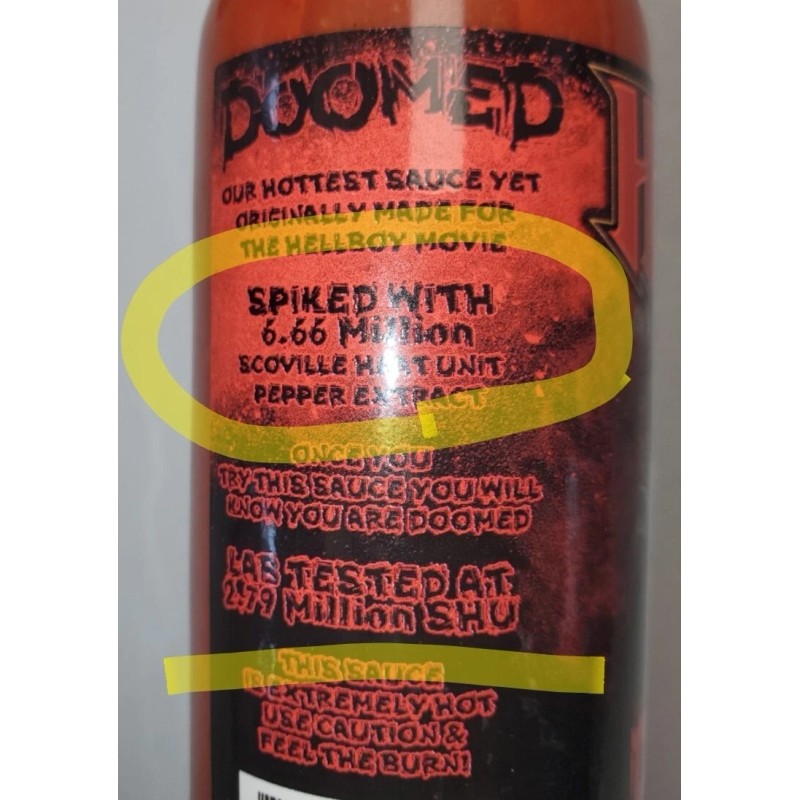 DOOMED
OUR HOTTEST SAUCE YET
ORIGINALLY MADE FOR
THE HELLBOY MOVIE
SPIKED WITH
6.66 Million
SCOVILLE HEAT UNIT
PEPPER EXTRACT
ONCE YOU
TRY THIS SAUCE YOU WILL
KNOW YOU ARE DOOMED
LAB TESTED AT
2.79 Million SHU
THIS SAUCE
IS EXTREMELY HOT
USE CAUTION &
FEEL THE BURN!